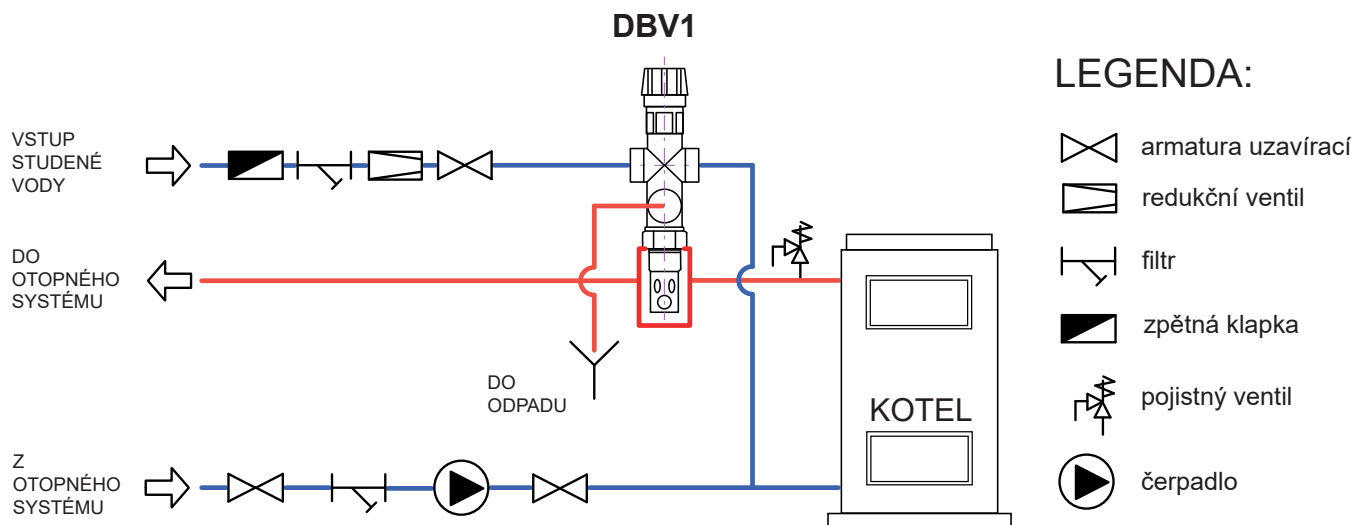 DBV1
VSTUP
STUDENÉ
VODY
DO
OTOPNÉHO
SYSTÉMU
DO
ODPADU
Z
OTOPNÉHO
SYSTÉMU
KOTEL
LEGENDA:
armatura uzavírací
redukční ventil
filtr
zpětná klapka
pojistný ventil
čerpadlo